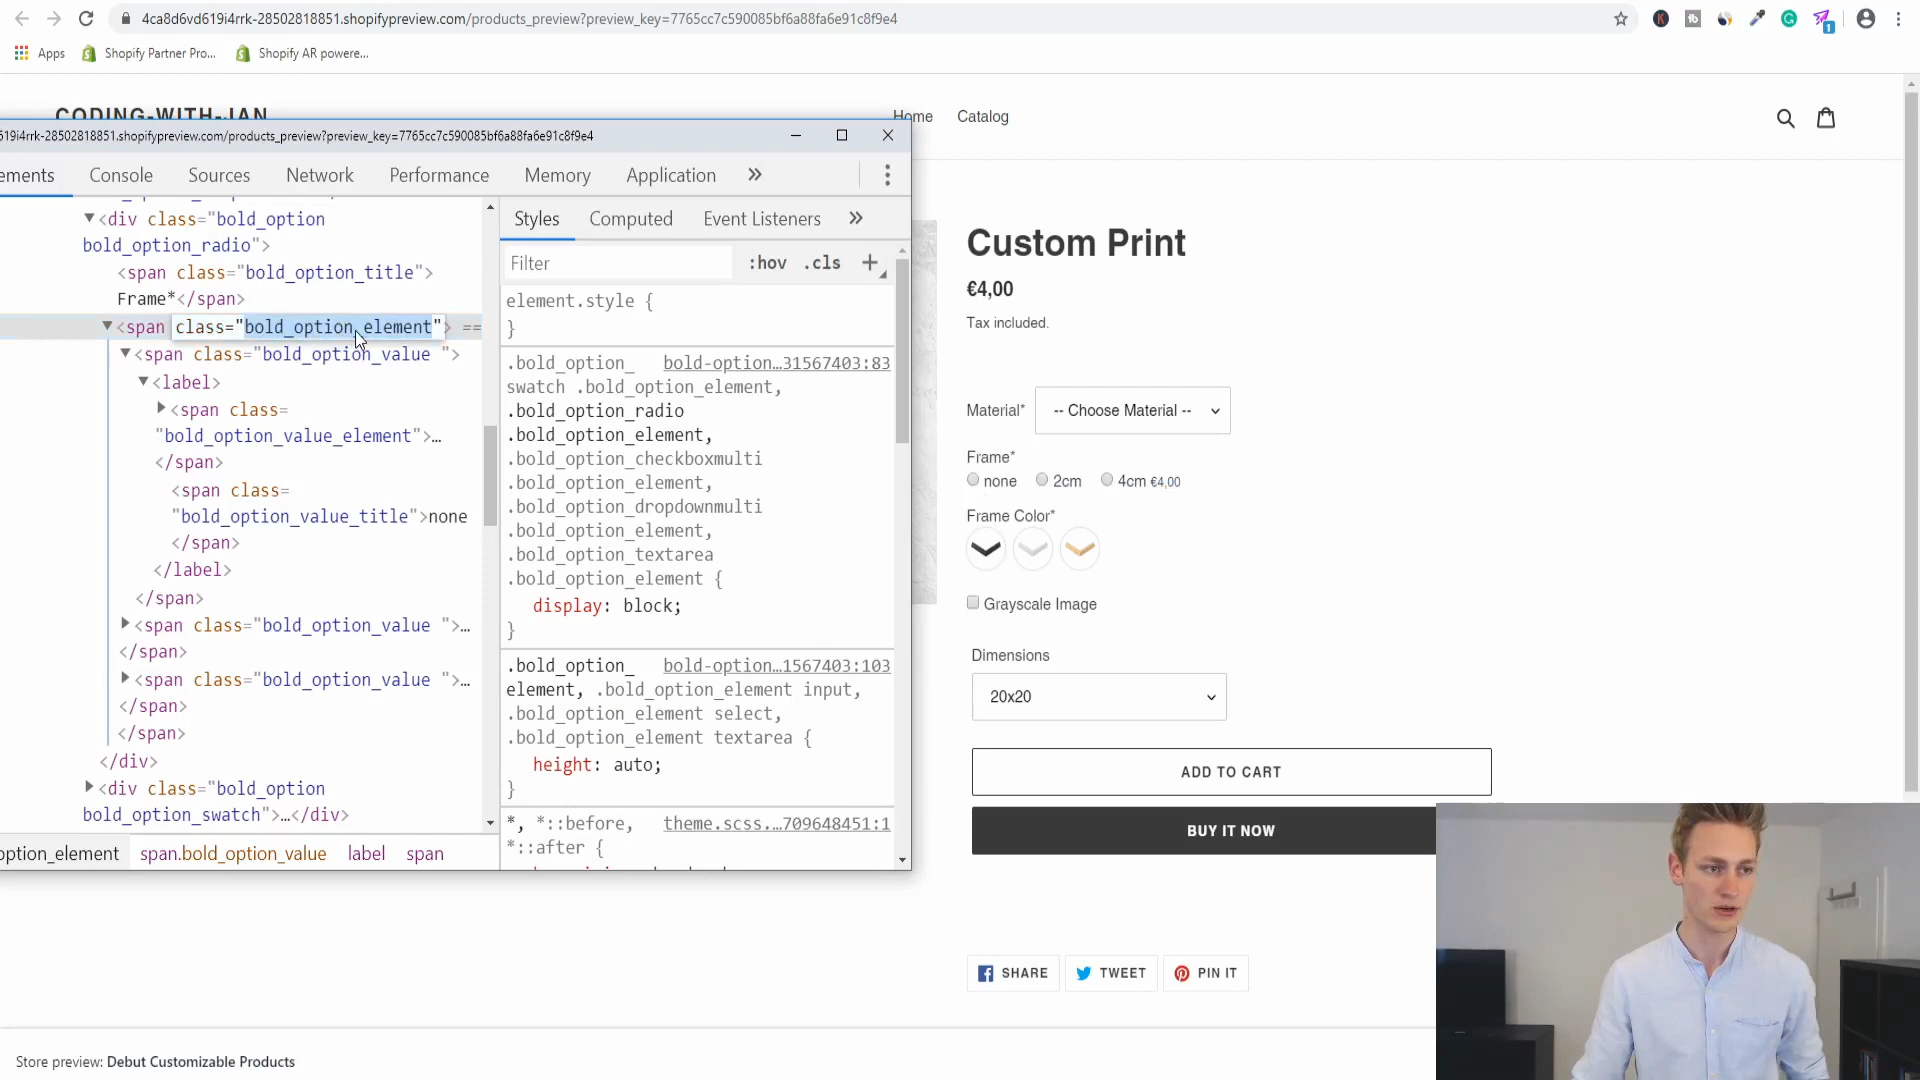 4ca8d6vd619i4rrk-28502818851.shopifypreview.com/products_preview?preview_key=7765cc7c590085bf6a88fa6e91c8f9e4
Apps
Shopify Partner Pro...
Shopify AR powere...
1
CODING-WITH-JAN
Home
Catalog
519i4rrk-28502818851.shopifypreview.com/products_preview?preview_key=7765cc7c590085bf6a88fa6e91c8f9e4
ements
Console
Sources
Network
Performance
Memory
Application
»
<div class="bold_option
bold_option_radio">
<span class="bold_option_title">
Frame*</span>
<span class="bold_option_element"> ==
<span class="bold_option_value ">
<label>
<span class=
"bold_option_value_element">…
</span>
<span class=
"bold_option_value_title">none
</span>
</label>
</span>
<span class="bold_option_value ">…
</span>
<span class="bold_option_value ">…
</span>
</span>
</div>
<div class="bold_option
bold_option_swatch">…</div>
option_element
span.bold_option_value
label
span
Styles
Computed
Event Listeners
»
Filter
:hov
.cls
+
element.style {
}
.bold_option_ bold-option…31567403:83
swatch .bold_option_element,
.bold_option_radio
.bold_option_element,
.bold_option_checkboxmulti
.bold_option_element,
.bold_option_dropdownmulti
.bold_option_element,
.bold_option_textarea
.bold_option_element {
display: block;
}
.bold_option_ bold-option…1567403:103
element, .bold_option_element input,
.bold_option_element select,
.bold_option_element textarea {
height: auto;
}
*, *::before, theme.scss.…709648451:1
*::after {
Custom Print
€4,00
Tax included.
Material*
-- Choose Material --
Frame*
none
2cm
4cm €4,00
Frame Color*
Grayscale Image
Dimensions
20x20
ADD TO CART
BUY IT NOW
SHARE
TWEET
PIN IT
Store preview: Debut Customizable Products